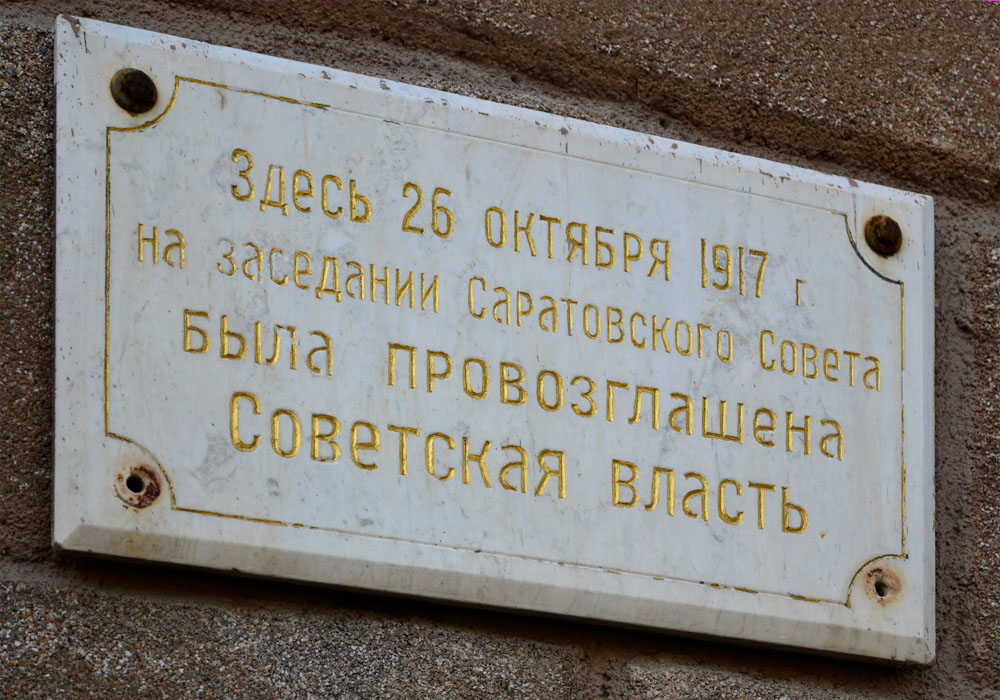 Здесь 26 октября 1917 г.
на заседании Саратовского Совета
была провозглашена
Советская власть.